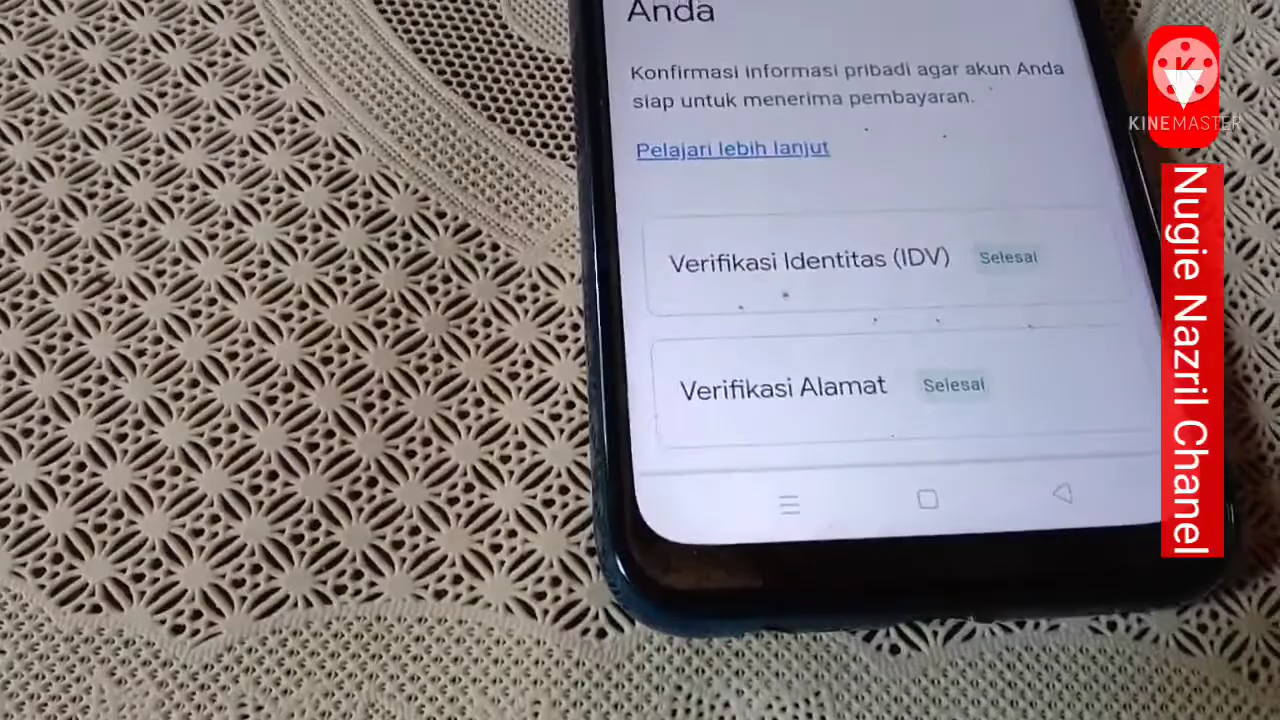 Anda
Konfirmasi informasi pribadi agar akun Anda
siap untuk menerima pembayaran.
Pelajari lebih lanjut
Verifikasi Identitas (IDV) Selesai
Verifikasi Alamat Selesai
KINEMASTER
Nugie Nazril Chanel